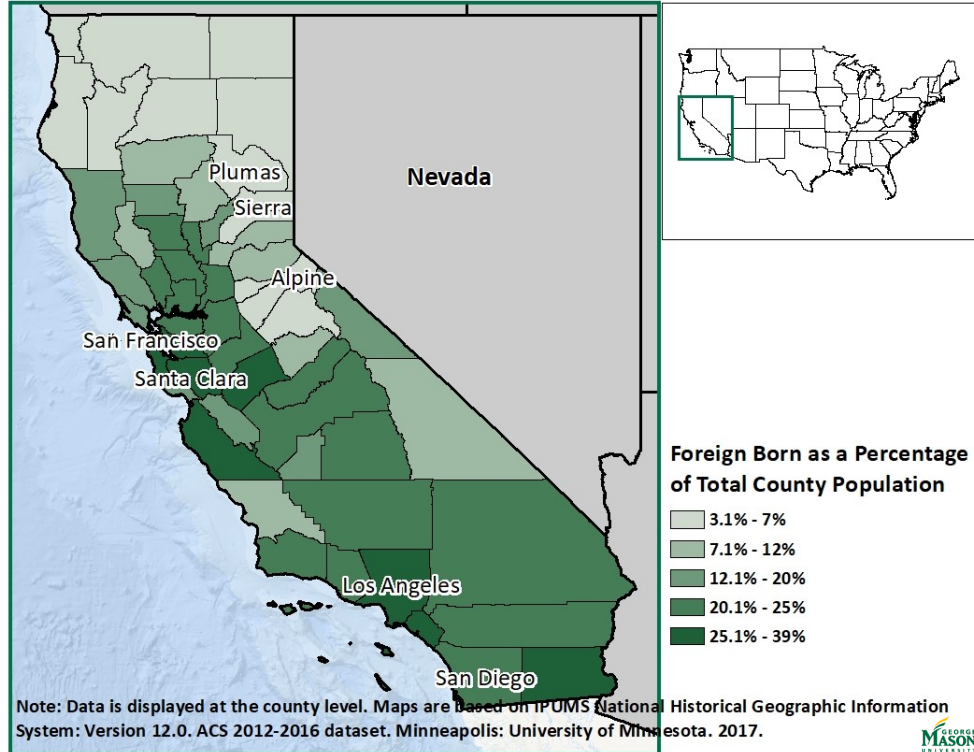 Plumas
Nevada
Sierra
Alpine
San Francisco
Santa Clara
Los Angeles
San Diego
Foreign Born as a Percentage
of Total County Population
3.1% - 7%
7.1% - 12%
12.1% - 20%
20.1% - 25%
25.1% - 39%
Note: Data is displayed at the county level. Maps are based on IPUMS National Historical Geographic Information
System: Version 12.0. ACS 2012-2016 dataset. Minneapolis: University of Minnesota. 2017.
GEORGE
MASON
UNIVERSITY